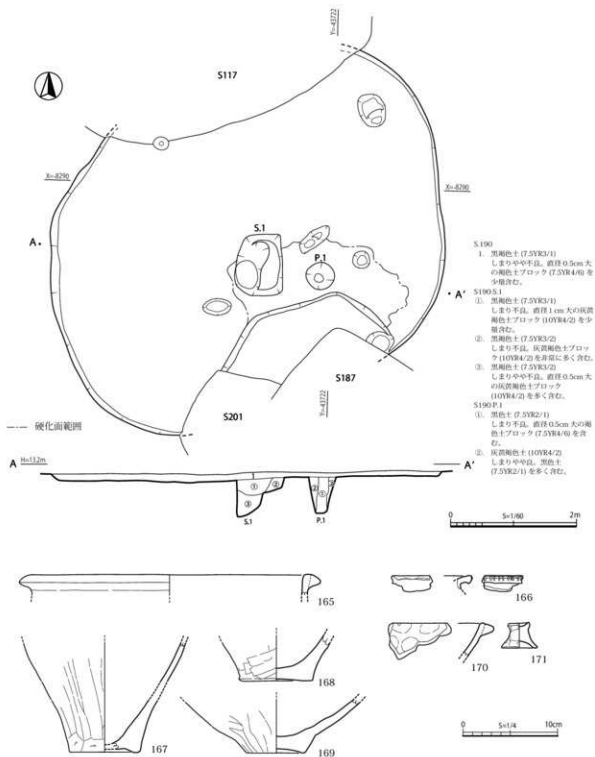 S117
Y=-43722
X=-8290
X=-8290
A
S.1
P.1
A'
S187
S201
Y=-43722
硬化面範囲
S.190
1. 黒褐色土 (7.5YR3/1)
しまりやや不良。直径 0.5cm 大
の褐色土ブロック (7.5YR4/6) を
少量含む。
S190 S.1
①. 黒褐色土 (7.5YR3/1)
しまり不良。直径 1 cm 大の灰黄
褐色土ブロック (10YR4/2) を少
量含む。
②. 黒褐色土 (7.5YR3/2)
しまり不良。灰黄褐色土ブロッ
ク (10YR4/2) を非常に多く含む。
③. 黒褐色土 (7.5YR3/2)
しまり不良。直径 0.5cm 大
の灰黄褐色土ブロック
(10YR4/2) を多く含む。
S190 P.1
①. 黒色土 (7.5YR2/1)
しまり不良。直径 0.5cm 大の褐
色土ブロック (7.5YR4/6) を含
む。
②. 灰黄褐色土 (10YR4/2)
しまりやや良。黒色土
(7.5YR2/1) を多く含む。
A H=13.2m A'
1
① ② ③
② ① ②
S.1 P.1
0 S=1/60 2m
165
166
167
168
169
170
171
0 S=1/4 10cm